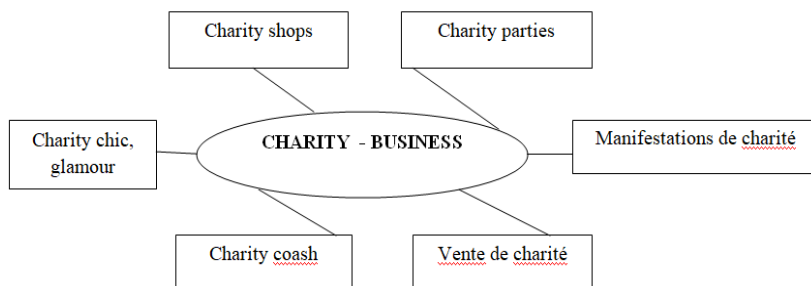 Charity shops
Charity parties
Charity chic,
glamour
CHARITY - BUSINESS
Manifestations de charité
Charity coash
Vente de charité